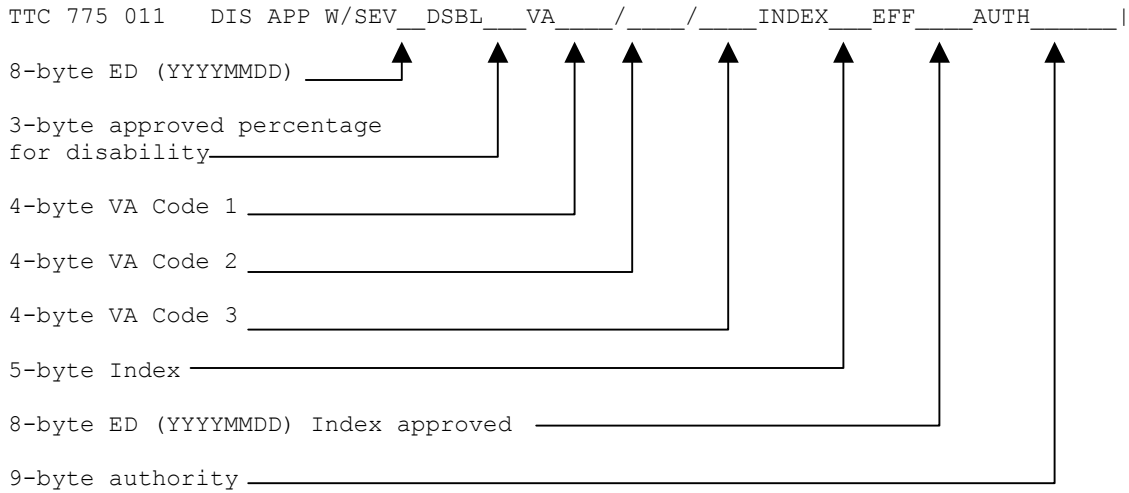 TTC 775 011   DIS APP W/SEV__DSBL___VA____/____/____INDEX___EFF____AUTH______|
8-byte ED (YYYYMMDD)
3-byte approved percentage
for disability
4-byte VA Code 1
4-byte VA Code 2
4-byte VA Code 3
5-byte Index
8-byte ED (YYYYMMDD) Index approved
9-byte authority